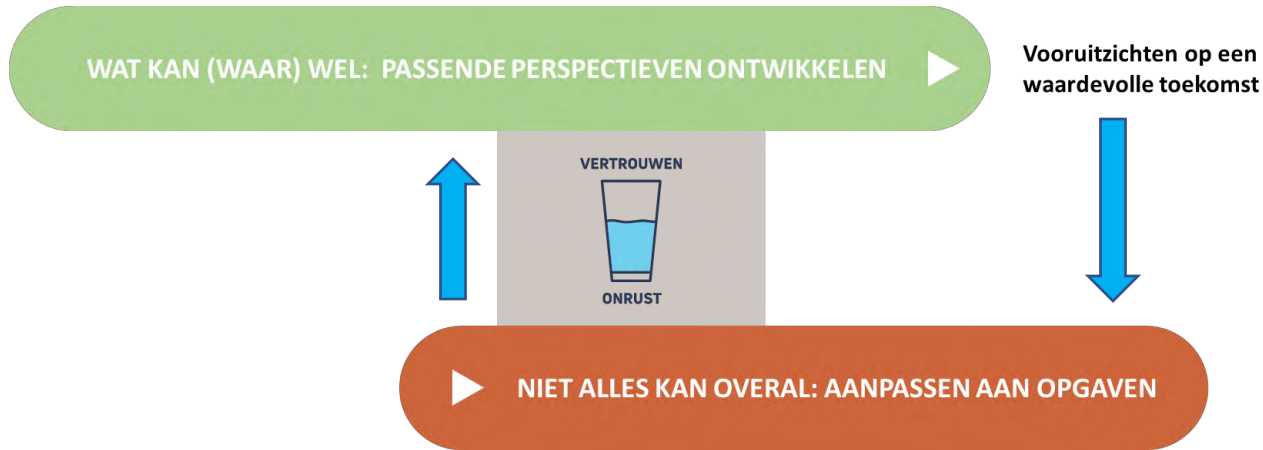 WAT KAN (WAAR) WEL: PASSENDE PERSPECTIEVEN ONTWIKKELEN
Vooruitzichten op een
waardevolle toekomst
VERTROUWEN
ONRUST
NIET ALLES KAN OVERAL: AANPASSEN AAN OPGAVEN